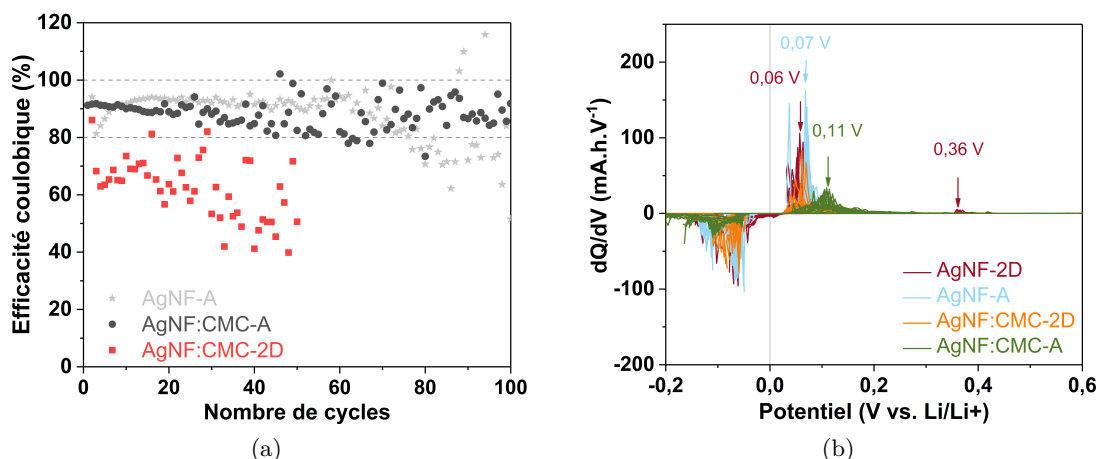 Efficacité coulobique (%)
120
100
80
60
40
20
0
AgNF-A
AgNF:CMC-A
AgNF:CMC-2D
0
20
40
60
80
100
Nombre de cycles
(a)
dQ/dV (mA.h.V⁻¹)
200
100
0
-100
-200
0,07 V
0,06 V
0,11 V
0,36 V
AgNF-2D
AgNF-A
AgNF:CMC-2D
AgNF:CMC-A
-0,2
0,0
0,2
0,4
0,6
Potentiel (V vs. Li/Li+)
(b)